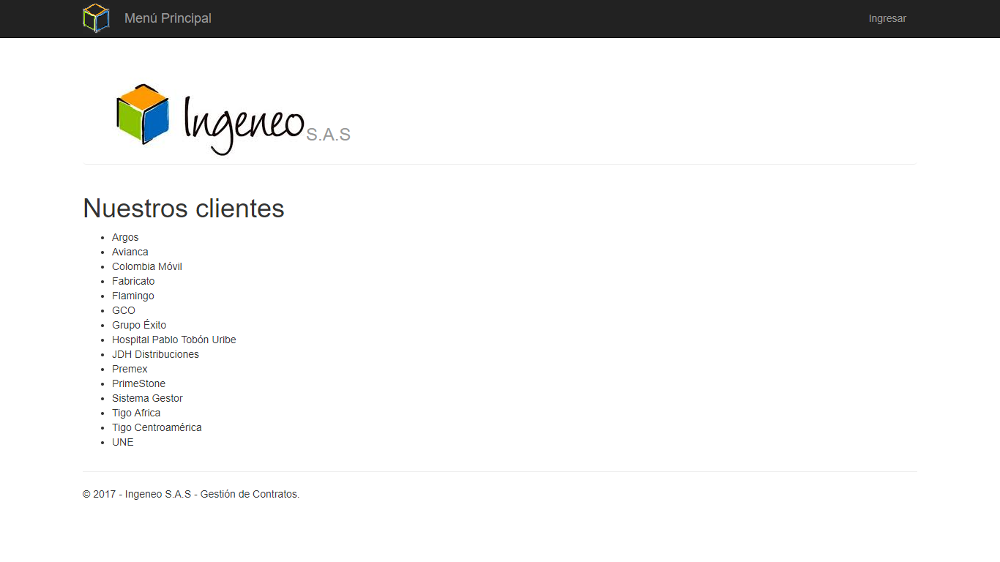 Menú Principal
Ingresar
Ingeneo S.A.S
Nuestros clientes
Argos
Avianca
Colombia Móvil
Fabricato
Flamingo
GCO
Grupo Éxito
Hospital Pablo Tobón Uribe
JDH Distribuciones
Premex
PrimeStone
Sistema Gestor
Tigo Africa
Tigo Centroamérica
UNE
© 2017 - Ingeneo S.A.S - Gestión de Contratos.